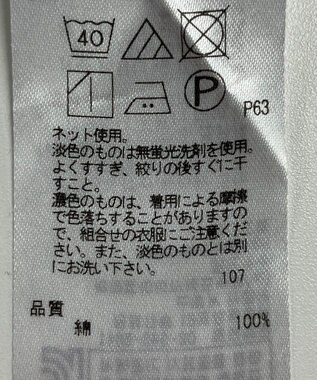 40
P
P63
ネット使用。
淡色のものは無蛍光洗剤を使用。
よくすすぎ、絞りの後すぐに干
すこと。
濃色のものは、着用による摩擦
で色落ちすることがありますの
で、組合せの衣服にご注意くだ
さい。また、淡色のものとは別
にお洗い下さい。
107
品質
綿 100%